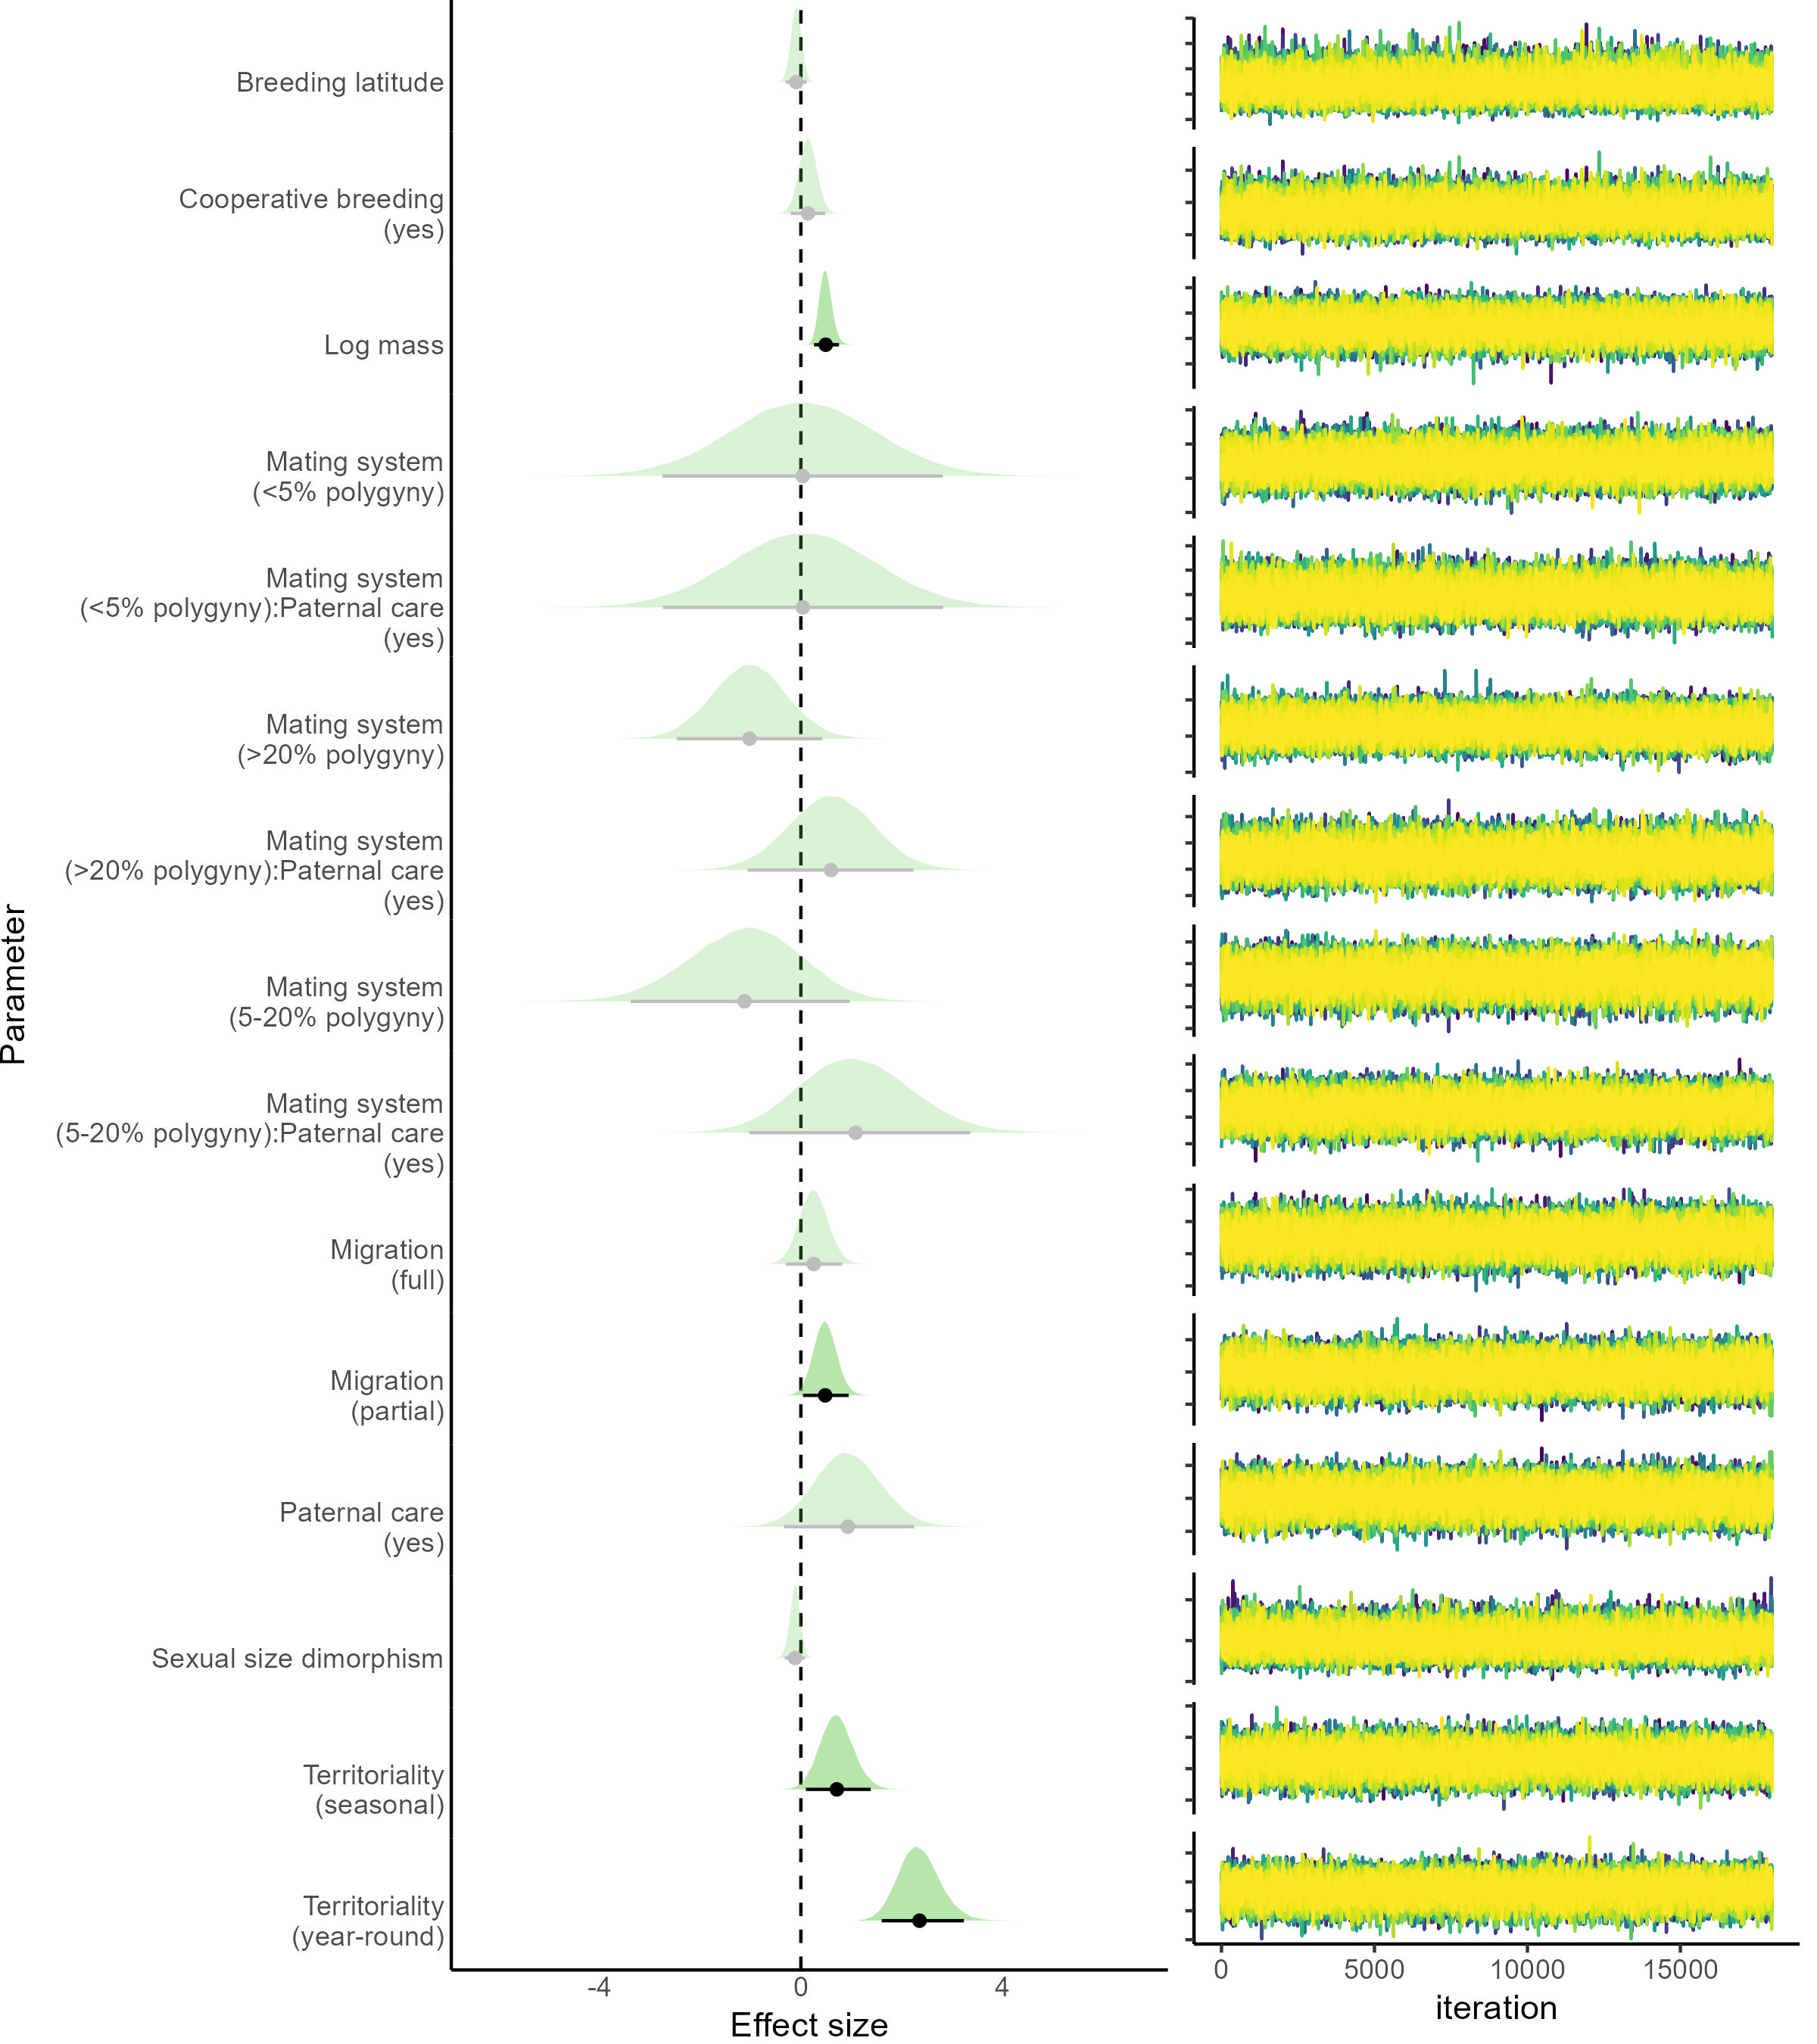 Parameter
Breeding latitude
Cooperative breeding
(yes)
Log mass
Mating system
(<5% polygyny)
Mating system
(<5% polygyny):Paternal care
(yes)
Mating system
(>20% polygyny)
Mating system
(>20% polygyny):Paternal care
(yes)
Mating system
(5-20% polygyny)
Mating system
(5-20% polygyny):Paternal care
(yes)
Migration
(full)
Migration
(partial)
Paternal care
(yes)
Sexual size dimorphism
Territoriality
(seasonal)
Territoriality
(year-round)
-4 0 4
Effect size
0 5000 10000 15000
iteration